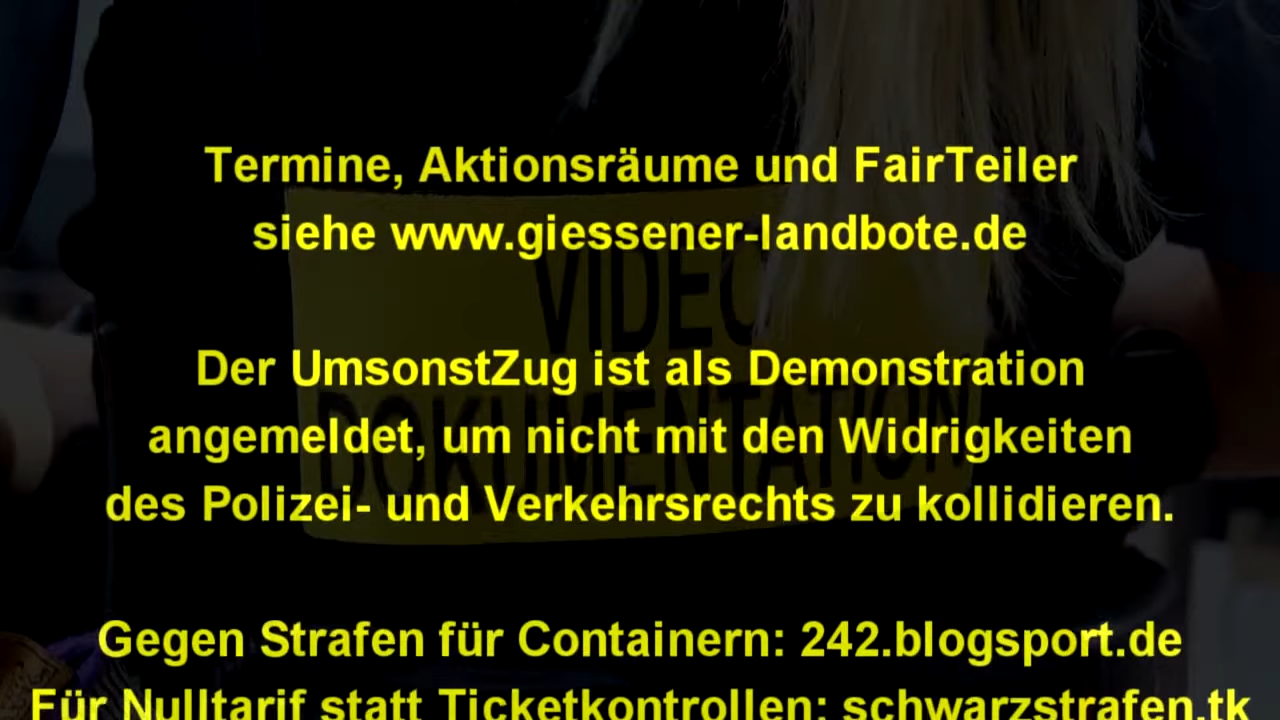 Termine, Aktionsräume und FairTeiler
siehe www.giessener-landbote.de
VIDEO
DOKUMENTATION
Der UmsonstZug ist als Demonstration
angemeldet, um nicht mit den Widrigkeiten
des Polizei- und Verkehrsrechts zu kollidieren.
Gegen Strafen für Containern: 242.blogsport.de
Für Nulltarif statt Ticketkontrollen: schwarzstrafen.tk